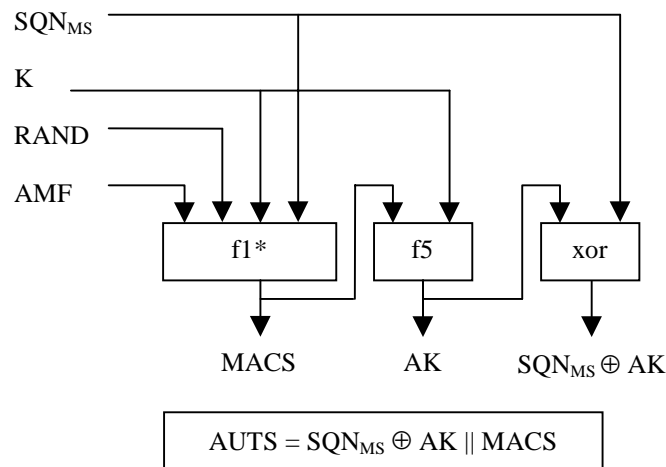 SQN_MS
K
RAND
AMF
f1*
f5
xor
MACS
AK
SQN_MS ⊕ AK
AUTS = SQN_MS ⊕ AK || MACS